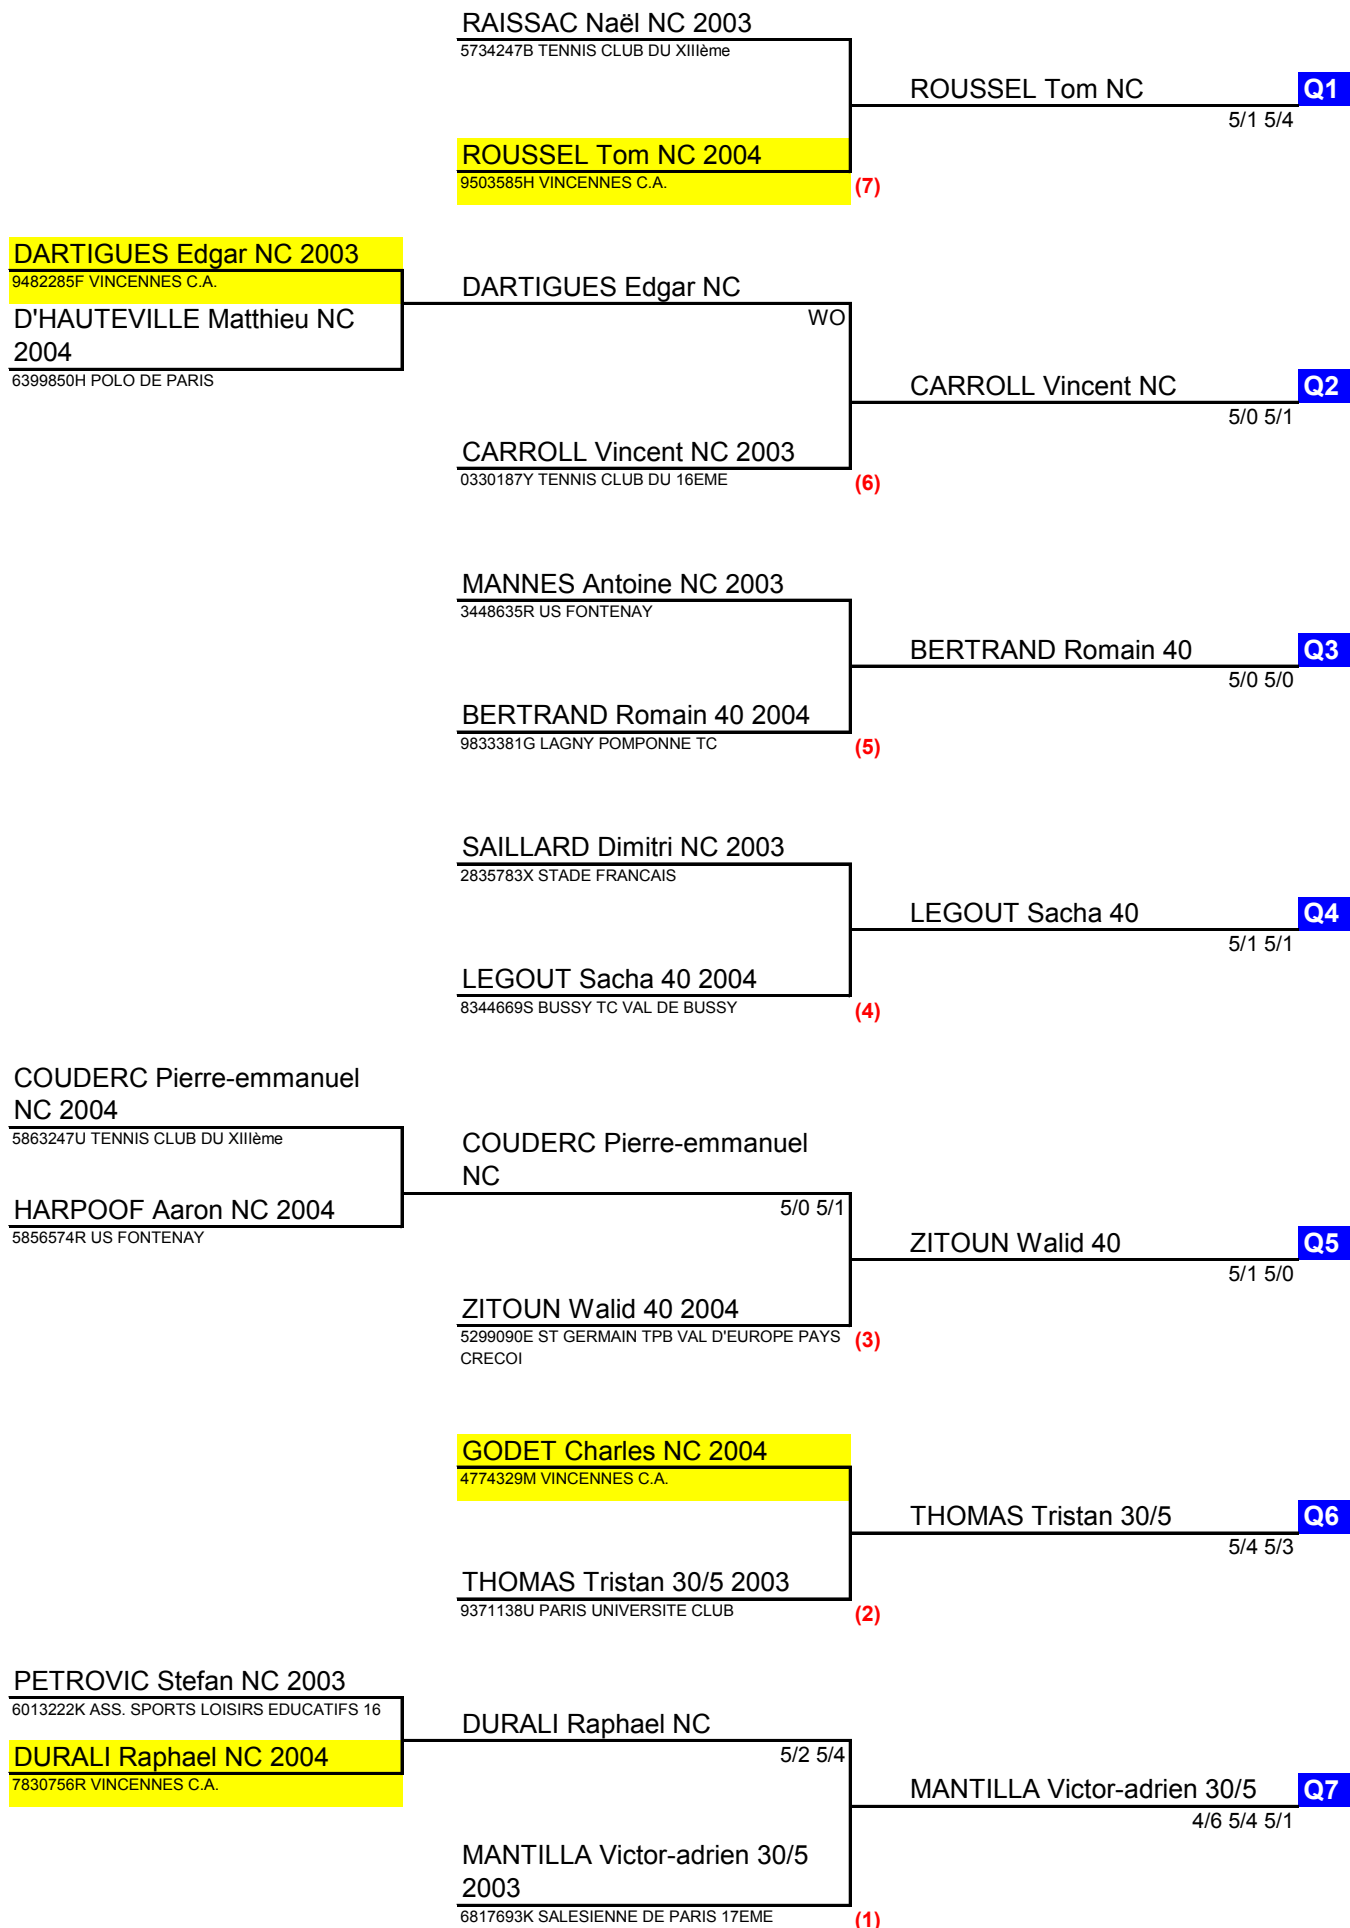 RAISSAC Naël NC 2003
5734247B TENNIS CLUB DU XIIIème
ROUSSEL Tom NC
Q1
5/1 5/4
ROUSSEL Tom NC 2004
9503585H VINCENNES C.A.
(7)
DARTIGUES Edgar NC 2003
9482285F VINCENNES C.A.
DARTIGUES Edgar NC
WO
D'HAUTEVILLE Matthieu NC
2004
6399850H POLO DE PARIS
CARROLL Vincent NC
Q2
5/0 5/1
CARROLL Vincent NC 2003
0330187Y TENNIS CLUB DU 16EME
(6)
MANNES Antoine NC 2003
3448635R US FONTENAY
BERTRAND Romain 40
Q3
5/0 5/0
BERTRAND Romain 40 2004
9833381G LAGNY POMPONNE TC
(5)
SAILLARD Dimitri NC 2003
2835783X STADE FRANCAIS
LEGOUT Sacha 40
Q4
5/1 5/1
LEGOUT Sacha 40 2004
8344669S BUSSY TC VAL DE BUSSY
(4)
COUDERC Pierre-emmanuel
NC 2004
5863247U TENNIS CLUB DU XIIIème
COUDERC Pierre-emmanuel
NC
5/0 5/1
HARPOOF Aaron NC 2004
5856574R US FONTENAY
ZITOUN Walid 40
Q5
5/1 5/0
ZITOUN Walid 40 2004
5299090E ST GERMAIN TPB VAL D'EUROPE PAYS
CRECOI
(3)
GODET Charles NC 2004
4774329M VINCENNES C.A.
THOMAS Tristan 30/5
Q6
5/4 5/3
THOMAS Tristan 30/5 2003
9371138U PARIS UNIVERSITE CLUB
(2)
PETROVIC Stefan NC 2003
6013222K ASS. SPORTS LOISIRS EDUCATIFS 16
DURALI Raphael NC
5/2 5/4
DURALI Raphael NC 2004
7830756R VINCENNES C.A.
MANTILLA Victor-adrien 30/5
Q7
4/6 5/4 5/1
MANTILLA Victor-adrien 30/5
2003
6817693K SALESIENNE DE PARIS 17EME
(1)